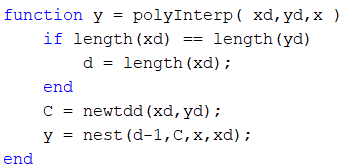 function y = polyInterp( xd,yd,x )
    if length(xd) == length(yd)
        d = length(xd);
    end
    C = newtdd(xd,yd);
    y = nest(d-1,C,x,xd);
end